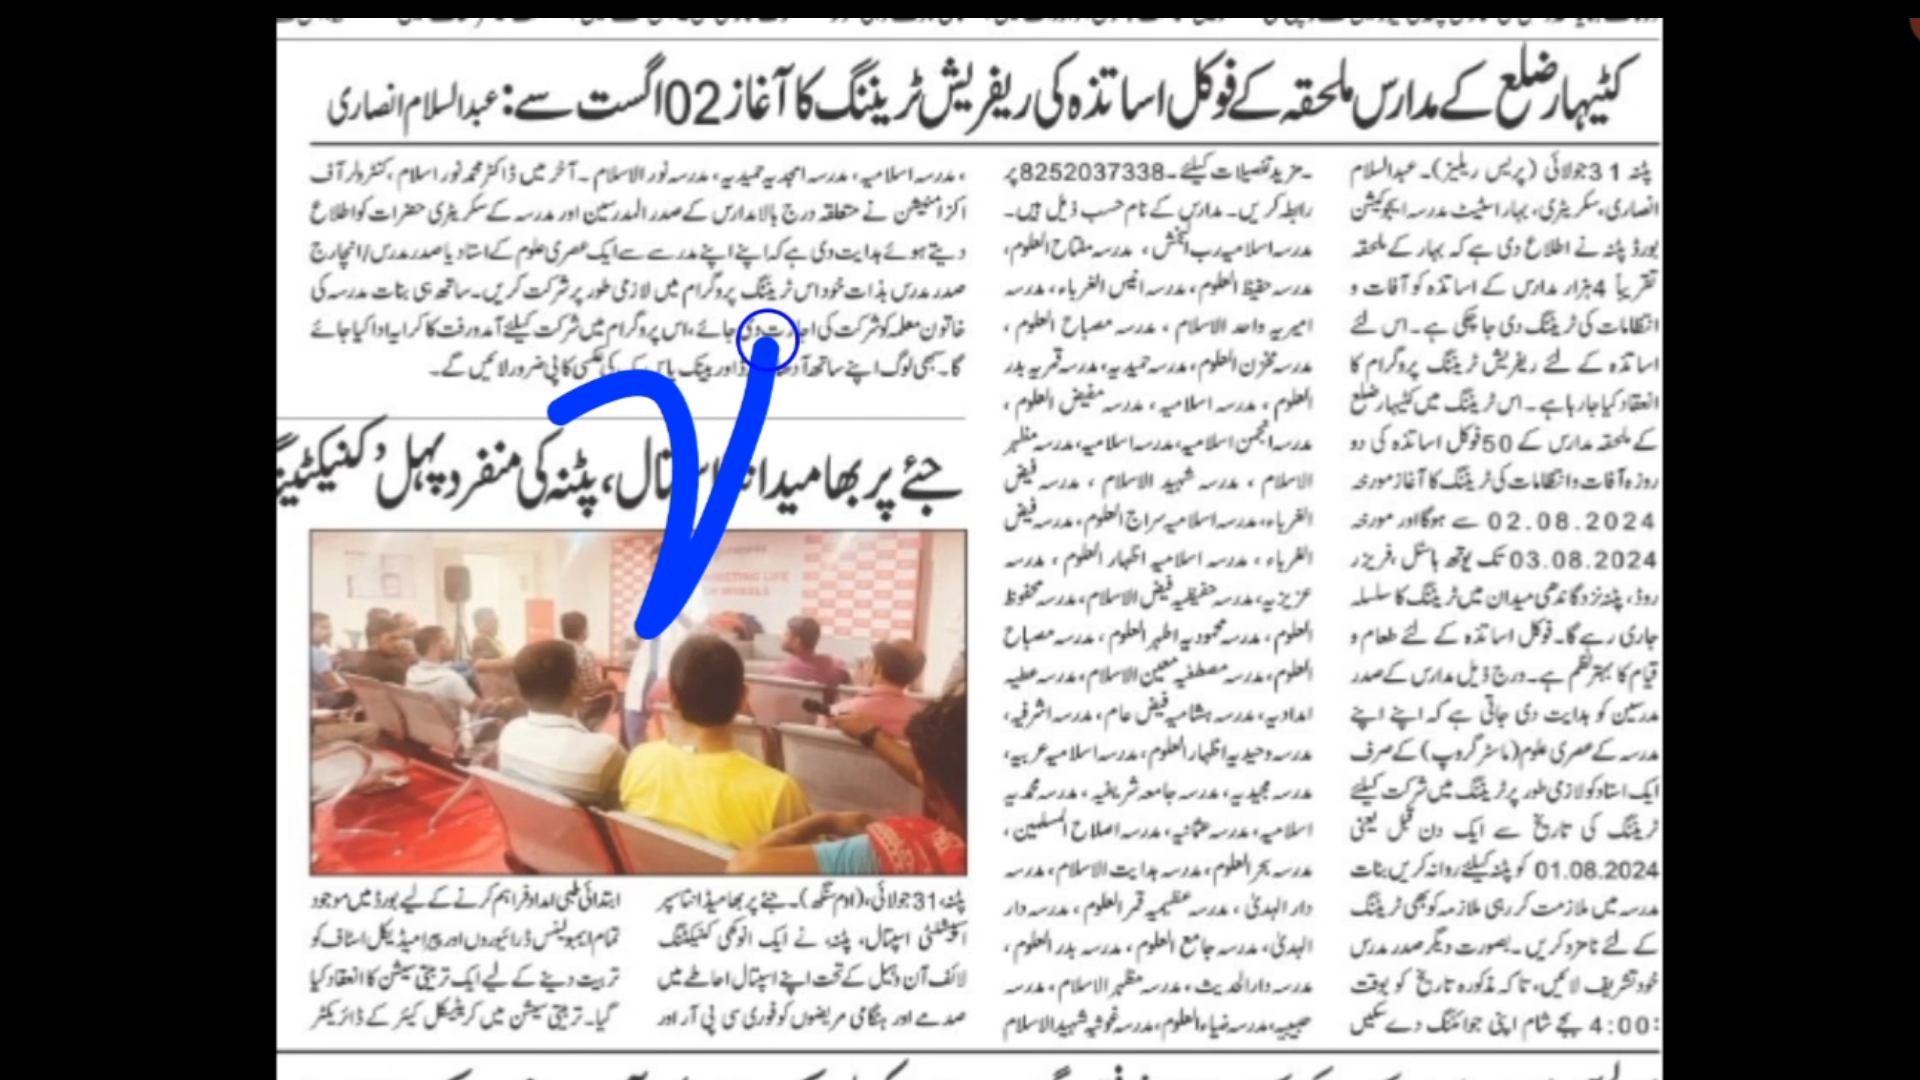 کٹیہار ضلع کے مدارس ملحقہ کے فوکل اساتذہ کی ریفریش ٹریننگ کا آغاز 02 اگست سے: عبدالسلام انصاری
پٹنہ 31 جولائی (پریس ریلیز)۔ عبدالسلام
انصاری، سکریٹری، بہار اسٹیٹ مدرسہ ایجوکیشن
بورڈ پٹنہ نے اطلاع دی ہے کہ بہار کے ملحقہ
تقریباً 4 ہزار مدارس کے اساتذہ کو آفات و
انتظامات کی ٹریننگ دی جا چکی ہے۔ اس لئے
اساتذہ کے لئے ریفریش ٹریننگ پروگرام کا
انعقاد کیا جا رہا ہے۔ اس ٹریننگ میں کٹیہار ضلع
کے ملحقہ مدارس کے 50 فوکل اساتذہ کی دو
روزہ آفات و انتظامات کی ٹریننگ کا آغاز مورخہ
02.08.2024 سے ہوگا اور مورخہ
03.08.2024 تک یوتھ ہاسٹل، فریزر
روڈ، پٹنہ نزد گاندھی میدان میں ٹریننگ کا سلسلہ
جاری رہے گا۔ فوکل اساتذہ کے لئے طعام و
قیام کا بہتر نظم ہے۔ درج ذیل مدارس کے صدر
مدرسین کو ہدایت دی جاتی ہے کہ اپنے اپنے
مدرسہ کے عصری علوم (ماسٹر گروپ) کے صرف
ایک استاد کو لازمی طور پر ٹریننگ میں شرکت کیلئے
ٹریننگ کی تاریخ سے ایک دن قبل یعنی
01.08.2024 کو پٹنہ کیلئے روانہ کریں بنات
مدرسہ میں ملازمت کر رہی ملازمہ کو بھی ٹریننگ
کے لئے نامزد کریں۔ بصورت دیگر صدر مدرس
خود تشریف لائیں، تاکہ مذکورہ تاریخ کو بوقت
4:00 بجے شام اپنی جوائننگ دے سکیں
۔ مزید تفصیلات کیلئے۔ 8252037338 پر
رابطہ کریں۔ مدارس کے نام حسب ذیل ہیں۔
مدرسہ اسلامیہ رب بخش، مدرسہ مفتاح العلوم،
مدرسہ حفیظ العلوم، مدرسہ انیس الغرباء، مدرسہ
امیریہ واحد الاسلام، مدرسہ مصباح العلوم،
مدرسہ مخزن العلوم، مدرسہ حمیدیہ، مدرسہ قمریہ بدر
العلوم، مدرسہ اسلامیہ، مدرسہ مفیض العلوم،
مدرسہ انجمن اسلامیہ، مدرسہ اسلامیہ، مدرسہ مظہر
الاسلام، مدرسہ شہید الاسلام، مدرسہ فیض
الغرباء، مدرسہ اسلامیہ سراج العلوم، مدرسہ فیض
الغرباء، مدرسہ اسلامیہ اظہار العلوم، مدرسہ
عزیزیہ، مدرسہ حفیظیہ فیض الاسلام، مدرسہ محفوظ
العلوم، مدرسہ محمودیہ اطہر العلوم، مدرسہ مصباح
العلوم، مدرسہ مصطفیٰ معین الاسلام، مدرسہ عطیہ
امدادیہ، مدرسہ ہشامیہ فیض عام، مدرسہ اشرفیہ،
مدرسہ وحیدیہ اظہار العلوم، مدرسہ اسلامیہ عربیہ،
مدرسہ مجیدیہ، مدرسہ جامعہ شریفیہ، مدرسہ محمدیہ
اسلامیہ، مدرسہ عثمانیہ، مدرسہ اصلاح المسلمین،
مدرسہ بحر العلوم، مدرسہ ہدایت الاسلام، مدرسہ
دار الہدیٰ، مدرسہ عظیمیہ قمر العلوم، مدرسہ دار
الہدیٰ، مدرسہ جامع العلوم، مدرسہ بدر العلوم،
مدرسہ دار الحدیث، مدرسہ مظہر الاسلام، مدرسہ
حبیبیہ، مدرسہ ضیاء العلوم، مدرسہ غوثیہ شہید الاسلام
، مدرسہ اسلامیہ، مدرسہ امجدیہ حمیدیہ، مدرسہ نور الاسلام۔ آخر میں ڈاکٹر محمد نور اسلام، کنٹرولر آف
اکزامنیشن نے متعلقہ درج بالا مدارس کے صدر المدرسین اور مدرسہ کے سکریٹری حضرات کو اطلاع
دیتے ہوئے ہدایت دی ہے کہ اپنے اپنے مدرسے سے ایک عصری علوم کے استاد یا صدر مدرس/انچارج
صدر مدرس بذات خود اس ٹریننگ پروگرام میں لازمی طور پر شرکت کریں۔ ساتھ ہی بنات مدرسہ کی
خاتون معلمہ کو شرکت کی اجازت دی جائے، اس پروگرام میں شرکت کیلئے آمد و رفت کا کرایہ ادا کیا جائے
گا۔ سبھی لوگ اپنے ساتھ اور بینک پاس کی عکسی کاپی ضرور لائیں گے۔
جئے پربھا میدانتا اسپتال، پٹنہ کی منفرد پہل 'کنیکٹینگ
پٹنہ، 31 جولائی، (اوم سنگھ)۔ جئے پربھا میڈانتا سپر
اسپیشلٹی اسپتال، پٹنہ نے ایک انوکھی کنیکٹنگ
لائف آن وہیل کے تحت اپنے اسپتال احاطے میں
صدمے اور ہنگامی مریضوں کو فوری سی پی آر اور
ابتدائی طبی امداد فراہم کرنے کے لیے بورڈ میں موجود
تمام ایمبولینس ڈرائیوروں اور پیرا میڈیکل اسٹاف کو
تربیت دینے کے لیے ایک تربیتی سیشن کا انعقاد کیا
گیا۔ تربیتی سیشن میں کریٹیکل کیئر کے ڈائریکٹر